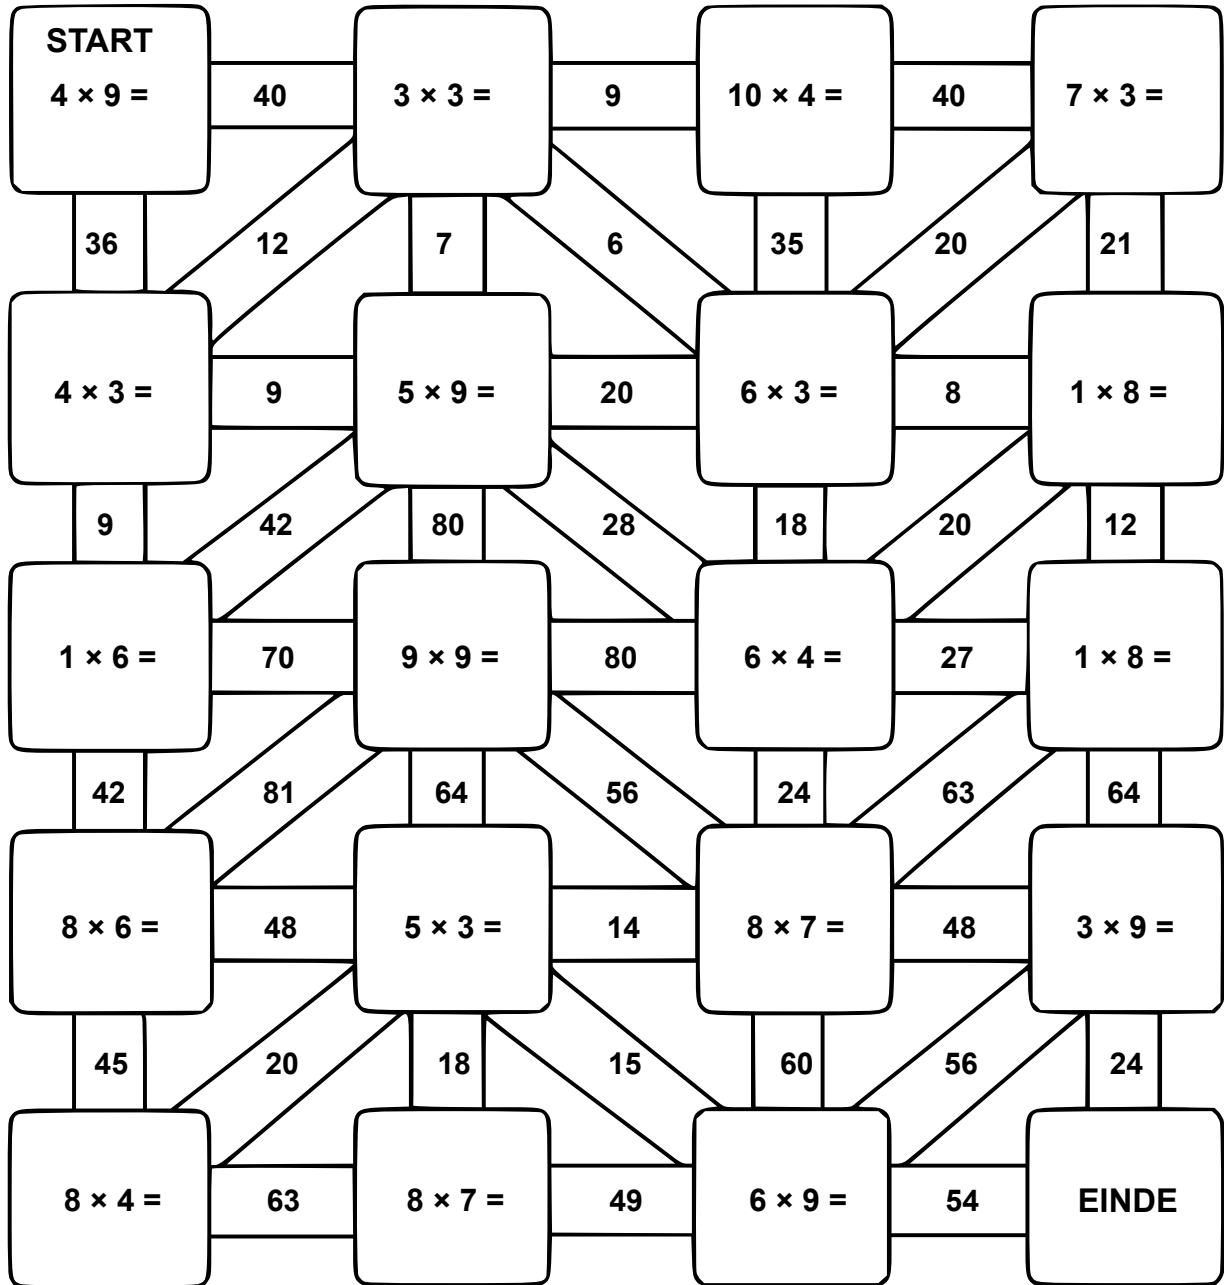 START
4 × 9 = 40 3 × 3 = 9 10 × 4 = 40 7 × 3 =
36 12 7 6 35 20 21
4 × 3 = 9 5 × 9 = 20 6 × 3 = 8 1 × 8 =
9 42 80 28 18 20 12
1 × 6 = 70 9 × 9 = 80 6 × 4 = 27 1 × 8 =
42 81 64 56 24 63 64
8 × 6 = 48 5 × 3 = 14 8 × 7 = 48 3 × 9 =
45 20 18 15 60 56 24
8 × 4 = 63 8 × 7 = 49 6 × 9 = 54 EINDE